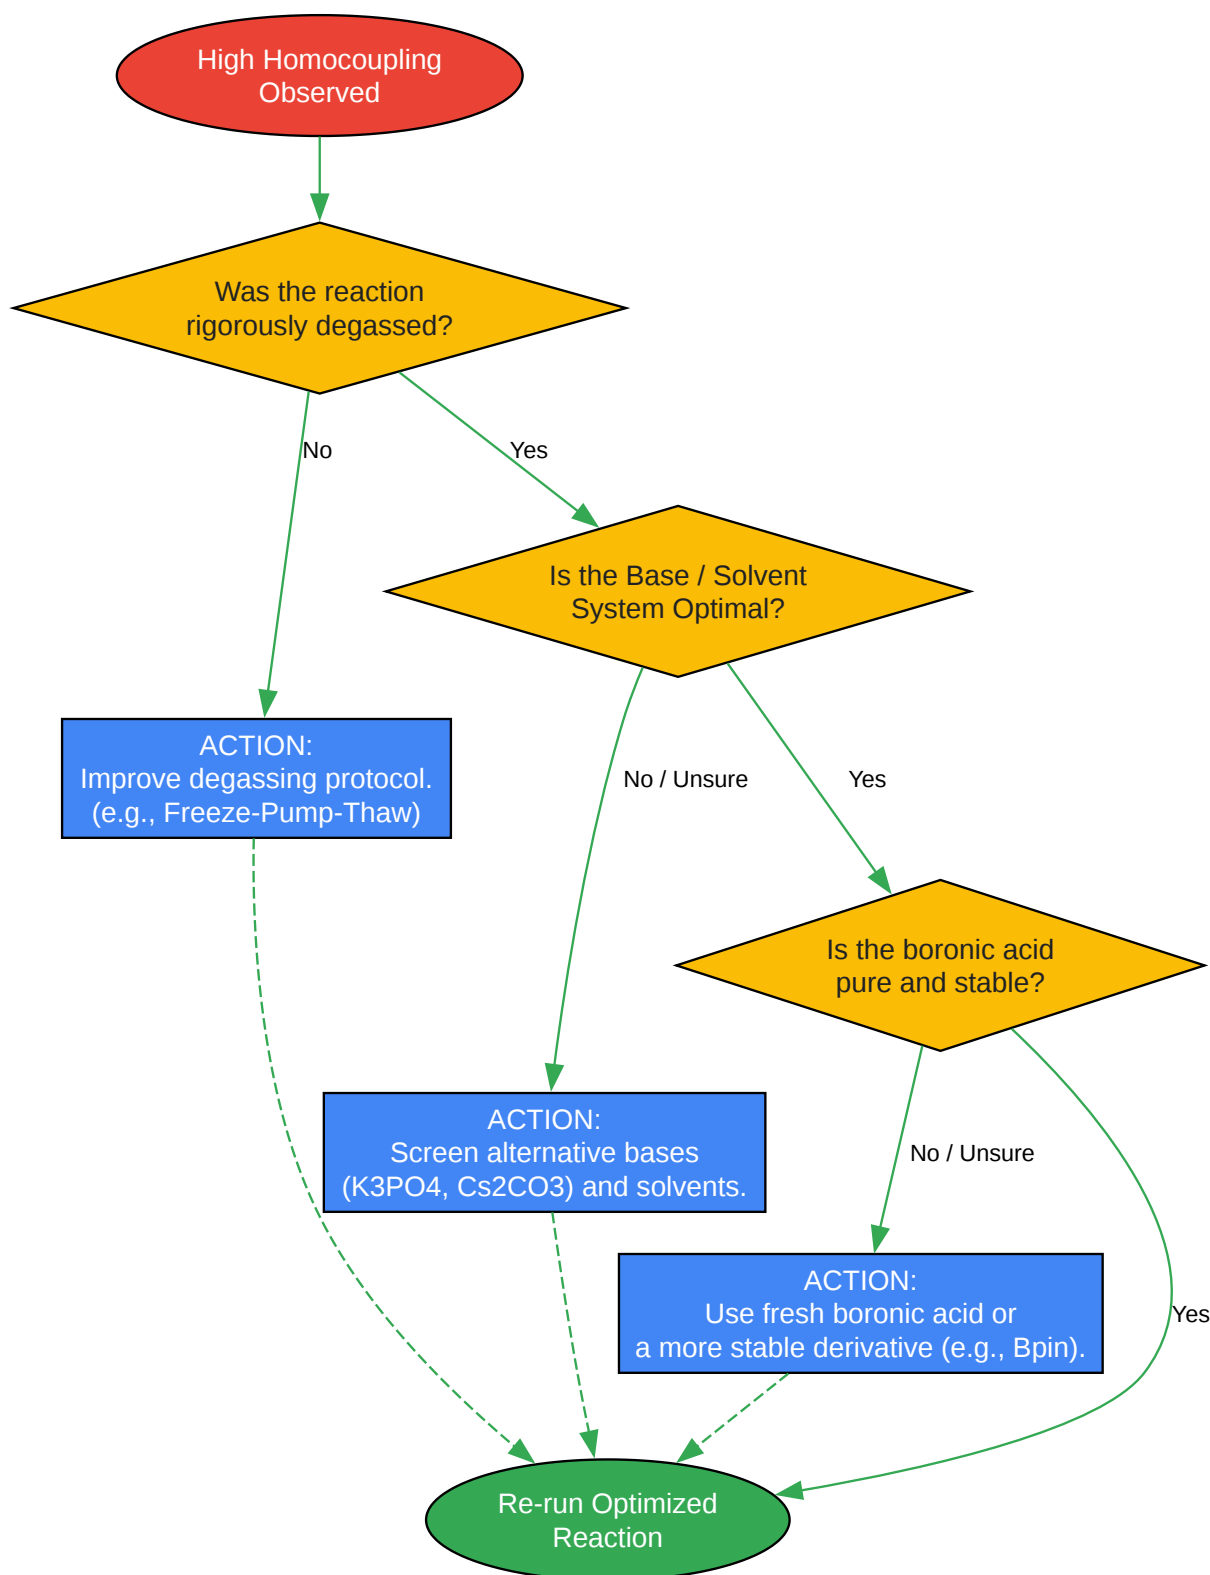 High Homocoupling
Observed
Was the reaction
rigorously degassed?
No
Yes
Is the Base / Solvent
System Optimal?
ACTION:
Improve degassing protocol.
(e.g., Freeze-Pump-Thaw)
No / Unsure
Yes
Is the boronic acid
pure and stable?
ACTION:
Screen alternative bases
(K3PO4, Cs2CO3) and solvents.
No / Unsure
ACTION:
Use fresh boronic acid or
a more stable derivative (e.g., Bpin).
Yes
Re-run Optimized
Reaction